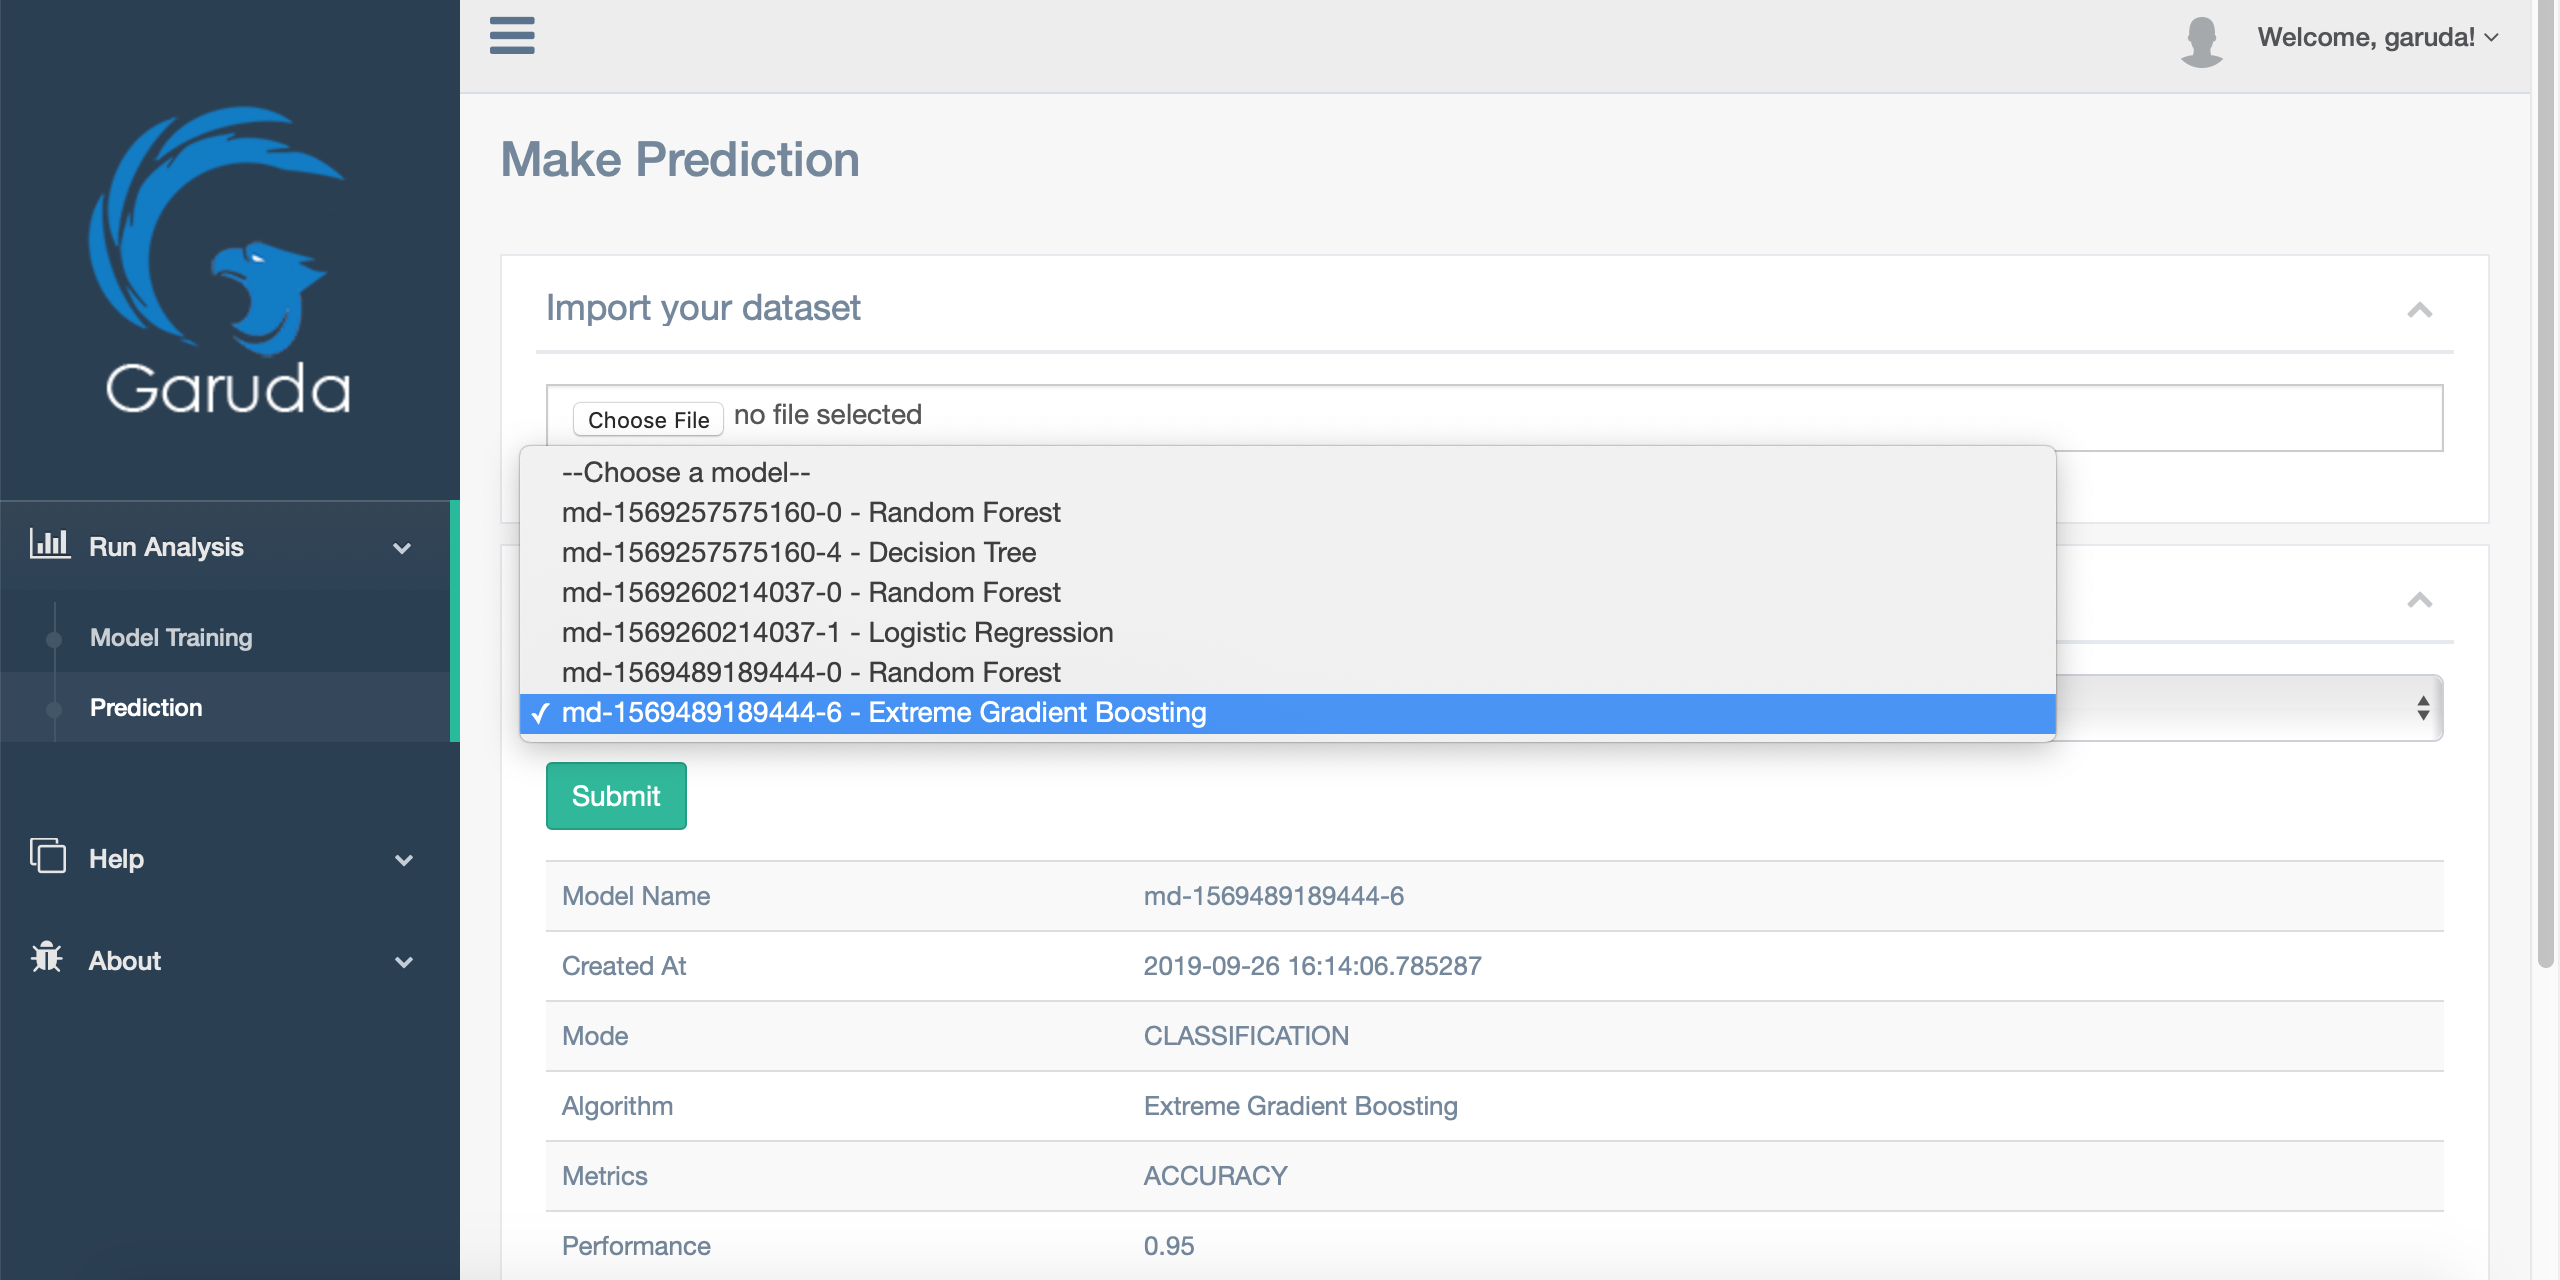 Garuda
Run Analysis
Model Training
Prediction
Help
About
Welcome, garuda!
Make Prediction
Import your dataset
Choose File no file selected
--Choose a model--
md-1569257575160-0 - Random Forest
md-1569257575160-4 - Decision Tree
md-1569260214037-0 - Random Forest
md-1569260214037-1 - Logistic Regression
md-1569489189444-0 - Random Forest
✓ md-1569489189444-6 - Extreme Gradient Boosting
Submit
Model Name md-1569489189444-6
Created At 2019-09-26 16:14:06.785287
Mode CLASSIFICATION
Algorithm Extreme Gradient Boosting
Metrics ACCURACY
Performance 0.95